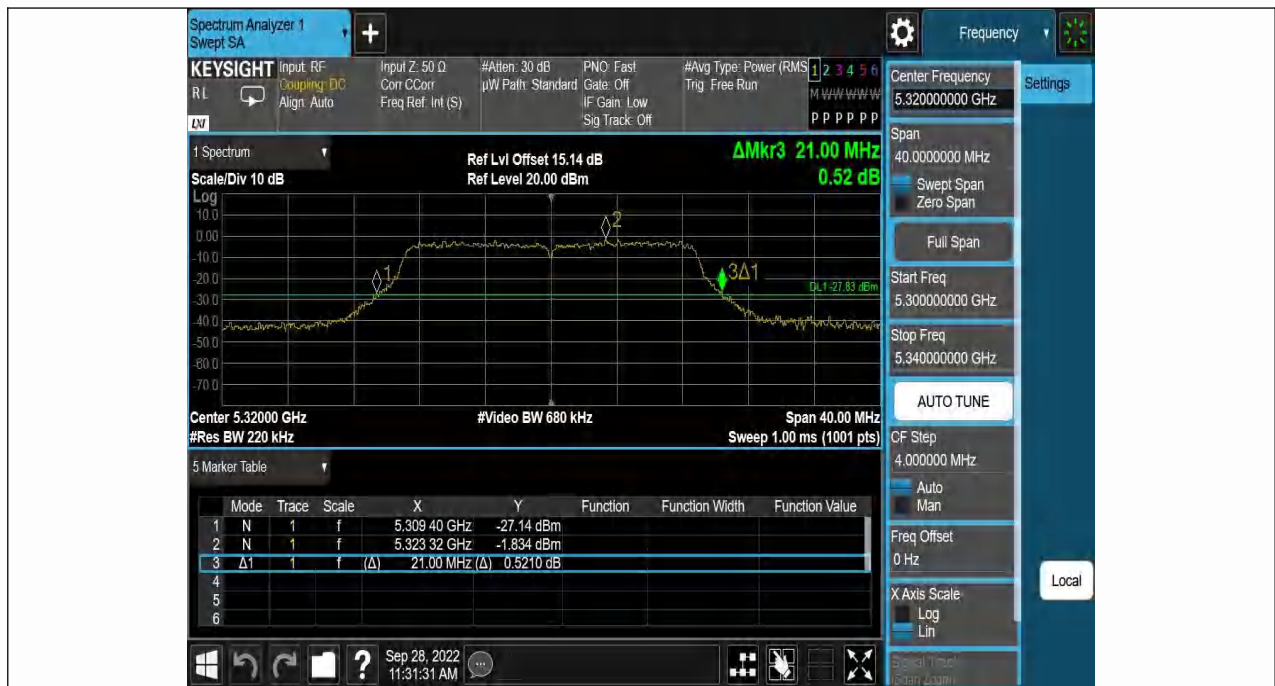 Spectrum Analyzer 1
Swept SA
+
Frequency
KEYSIGHT
RL
LXI
Input: RF
Coupling: DC
Align: Auto
Input Z: 50 Ω
Corr CCorr
Freq Ref: Int (S)
#Atten: 30 dB
µW Path: Standard
PNO: Fast
Gate: Off
IF Gain: Low
Sig Track: Off
#Avg Type: Power (RMS
Trig: Free Run
1 2 3 4 5 6
M W W W W W
P P P P P P
1 Spectrum
Scale/Div 10 dB
Ref Lvl Offset 15.14 dB
Ref Level 20.00 dBm
ΔMkr3 21.00 MHz
0.52 dB
Log
10.0
0.00
-10.0
-20.0
-30.0
-40.0
-50.0
-60.0
-70.0
1
2
3Δ1
DL1 -27.83 dBm
Center 5.32000 GHz
#Video BW 680 kHz
Span 40.00 MHz
#Res BW 220 kHz
Sweep 1.00 ms (1001 pts)
5 Marker Table
Mode Trace Scale X Y Function Function Width Function Value
1 N 1 f 5.309 40 GHz -27.14 dBm
2 N 1 f 5.323 32 GHz -1.834 dBm
3 Δ1 1 f (Δ) 21.00 MHz (Δ) 0.5210 dB
4
5
6
?
Sep 28, 2022
11:31:31 AM
Center Frequency
5.320000000 GHz
Span
40.0000000 MHz
Swept Span
Zero Span
Full Span
Start Freq
5.300000000 GHz
Stop Freq
5.340000000 GHz
AUTO TUNE
CF Step
4.000000 MHz
Auto
Man
Freq Offset
0 Hz
X Axis Scale
Log
Lin
Signal Track
(Span Zoom)
Settings
Local